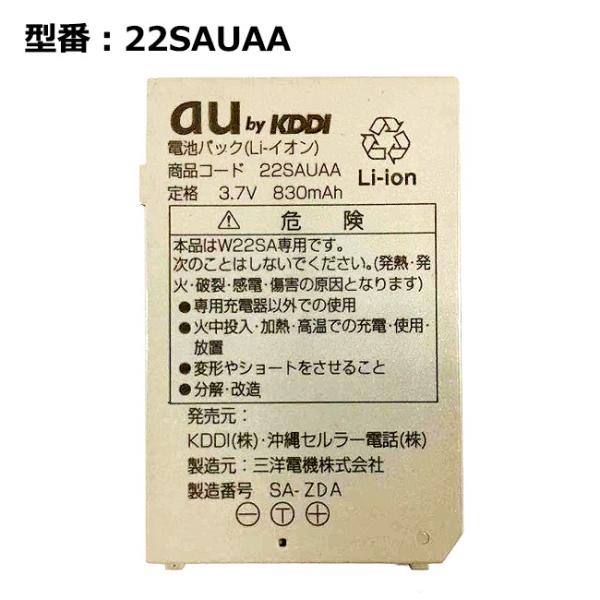 型番：22SAUAA
au by KDDI
電池パック(Li-イオン)
商品コード 22SAUAA
定格 3.7V 830mAh
Li-ion
⚠ 危険
本品はW22SA専用です。
次のことはしないでください。(発熱・発
火・破裂・感電・傷害の原因となります)
●専用充電器以外での使用
●火中投入・加熱・高温での充電・使用・
放置
●変形やショートをさせること
●分解・改造
発売元：
KDDI(株)・沖縄セルラー電話(株)
製造元：三洋電機株式会社
製造番号 SA-ZDA
⊖ Ⓣ ⊕